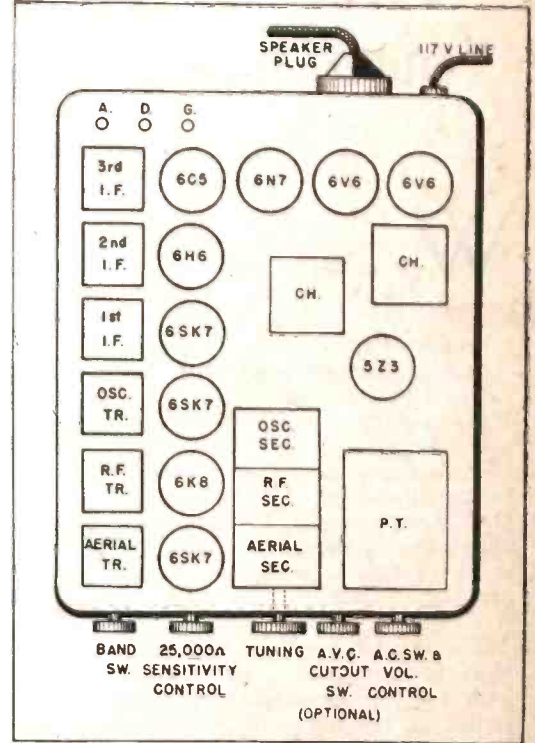 SPEAKER
PLUG
117 V LINE
A. D. G.
3rd
I.F.
6C5
6N7
6V6
6V6
2nd
I.F.
6H6
CH.
CH.
1st
I.F.
6SK7
5Z3
OSC.
TR.
6SK7
OSC.
SEC.
R.F.
TR.
6K8
R.F.
SEC.
P.T.
AERIAL
TR.
6SK7
AERIAL
SEC.
BAND
SW.
25,000Ω
SENSITIVITY
CONTROL
TUNING
A.V.C.
CUTOUT
SW.
(OPTIONAL)
A.C. SW. &
VOL.
CONTROL